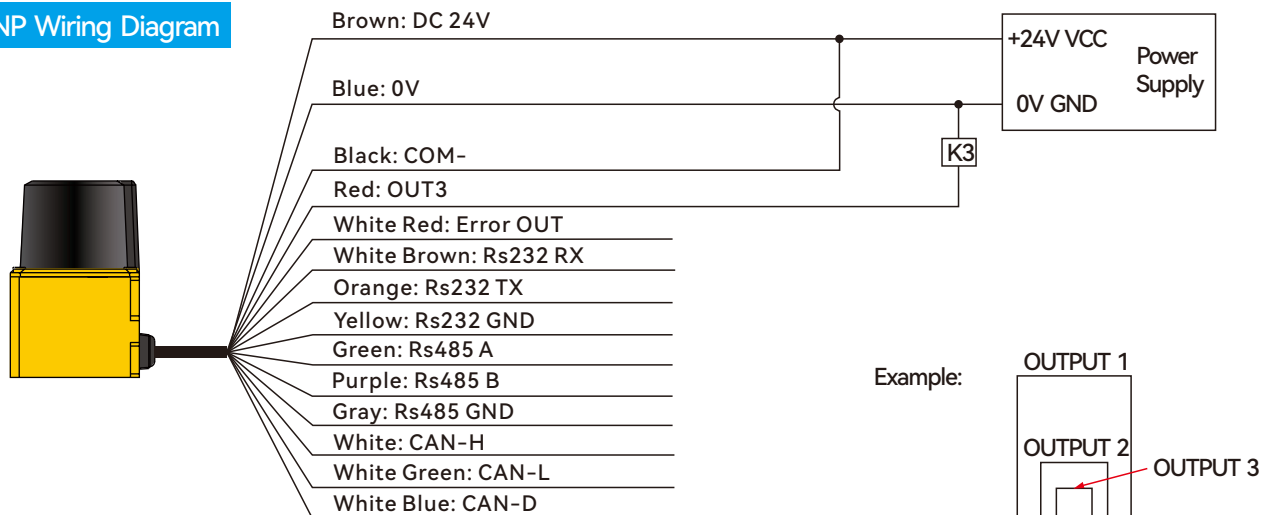 NP Wiring Diagram
Brown: DC 24V
+24V VCC
Power
Supply
Blue: 0V
0V GND
K3
Black: COM-
Red: OUT3
White Red: Error OUT
White Brown: Rs232 RX
Orange: Rs232 TX
Yellow: Rs232 GND
Green: Rs485 A
Purple: Rs485 B
Gray: Rs485 GND
White: CAN-H
White Green: CAN-L
White Blue: CAN-D
Example:
OUTPUT 1
OUTPUT 2
OUTPUT 3